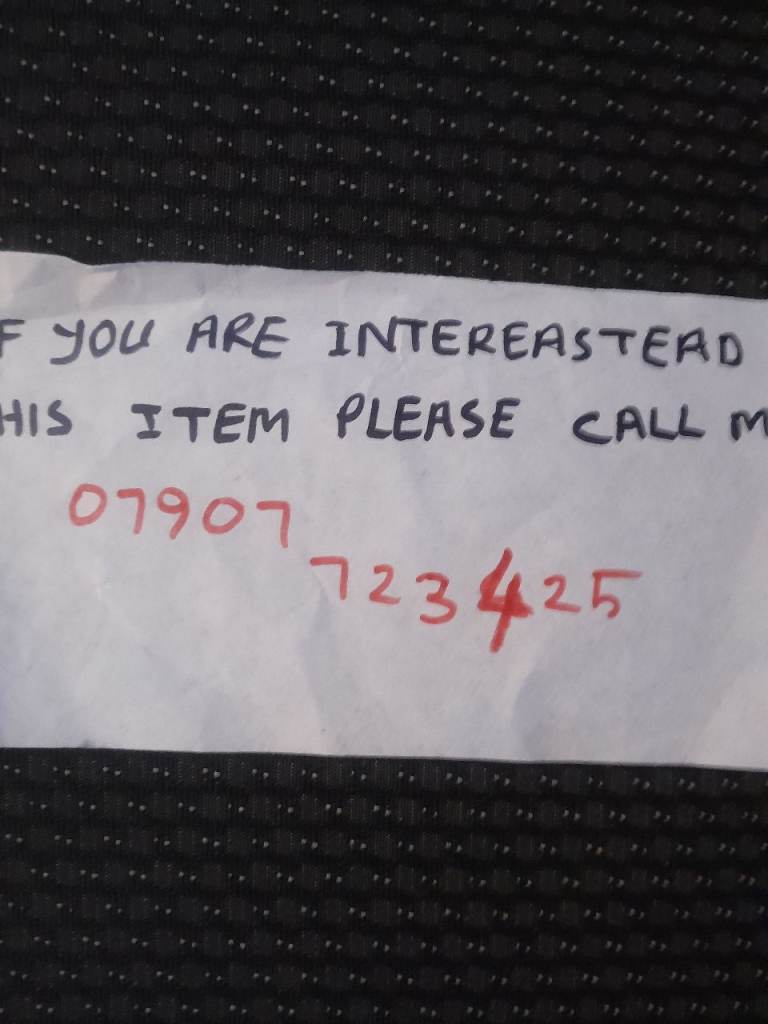 F YOU ARE INTEREASTEAD
HIS ITEM PLEASE CALL M
07907
723425